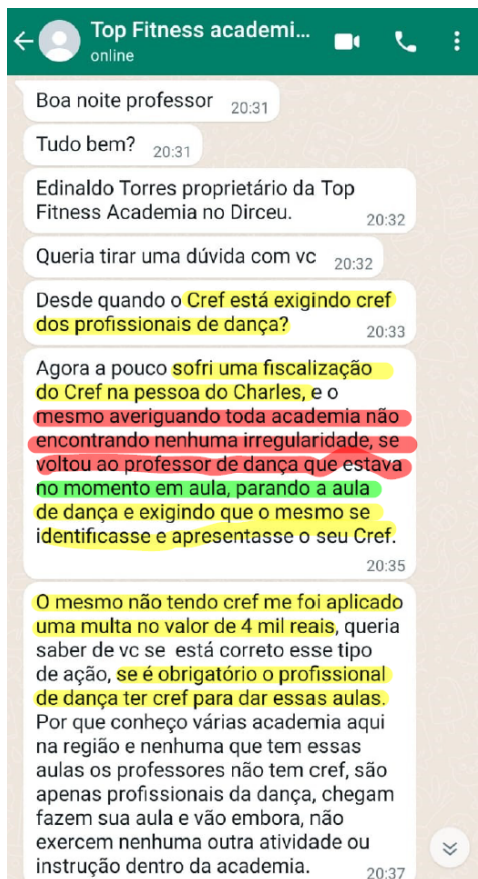 Top Fitness academi...
online
Boa noite professor 20:31
Tudo bem? 20:31
Edinaldo Torres proprietário da Top
Fitness Academia no Dirceu. 20:32
Queria tirar uma dúvida com vc 20:32
Desde quando o Cref está exigindo cref
dos profissionais de dança? 20:33
Agora a pouco sofri uma fiscalização
do Cref na pessoa do Charles, e o
mesmo averiguando toda academia não
encontrando nenhuma irregularidade, se
voltou ao professor de dança que estava
no momento em aula, parando a aula
de dança e exigindo que o mesmo se
identificasse e apresentasse o seu Cref.
20:35
O mesmo não tendo cref me foi aplicado
uma multa no valor de 4 mil reais, queria
saber de vc se está correto esse tipo
de ação, se é obrigatório o profissional
de dança ter cref para dar essas aulas.
Por que conheço várias academia aqui
na região e nenhuma que tem essas
aulas os professores não tem cref, são
apenas profissionais da dança, chegam
fazem sua aula e vão embora, não
exercem nenhuma outra atividade ou
instrução dentro da academia. 20:37